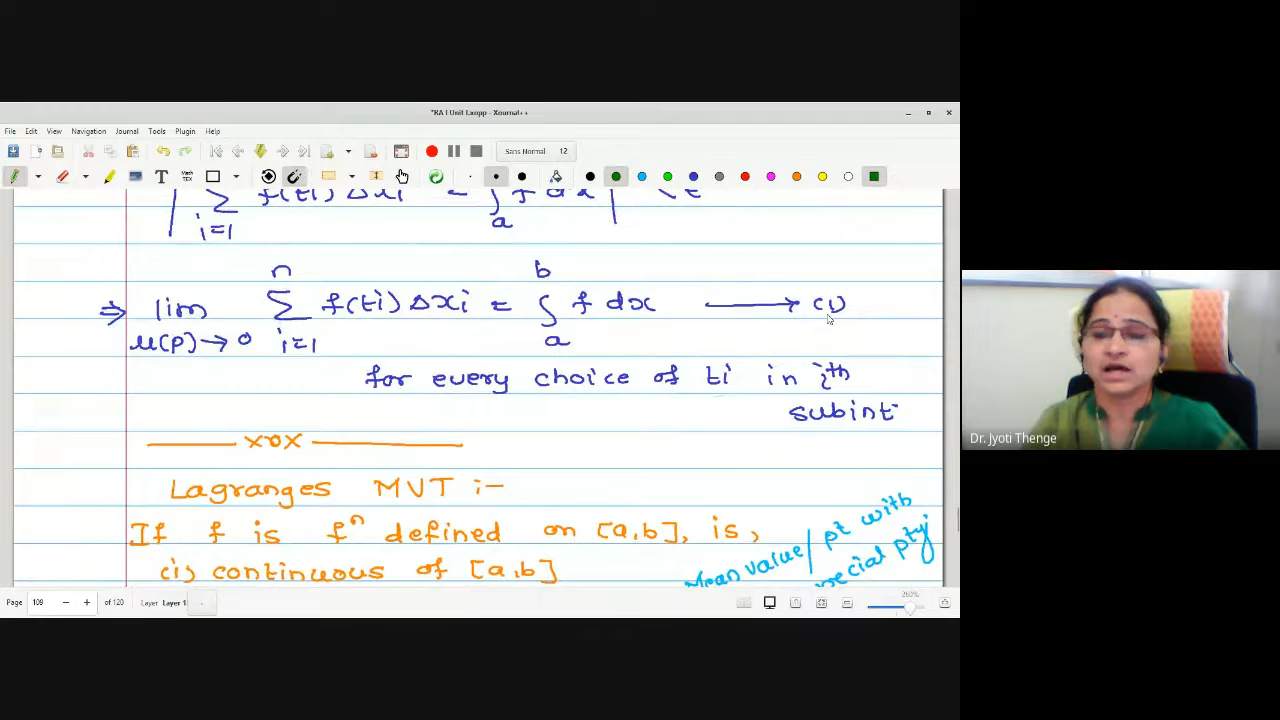 *RA I Unit I.xopp - Xournal++
File Edit View Navigation Journal Tools Plugin Help
Sans Normal 12
i=1 a
⇒ lim n Σ i=1 f(ti) Δxi = b ∫ a f dx ⟶ (1)
μ(p) → 0
for every choice of ti in ith
subint
xox
Lagranges MVT :-
If f is fn defined on [a,b], is,
(i) continuous of [a,b]
Mean value / pt with
special pty
Page 109 of 120 Layer Layer 1 260%
Dr. Jyoti Thenge